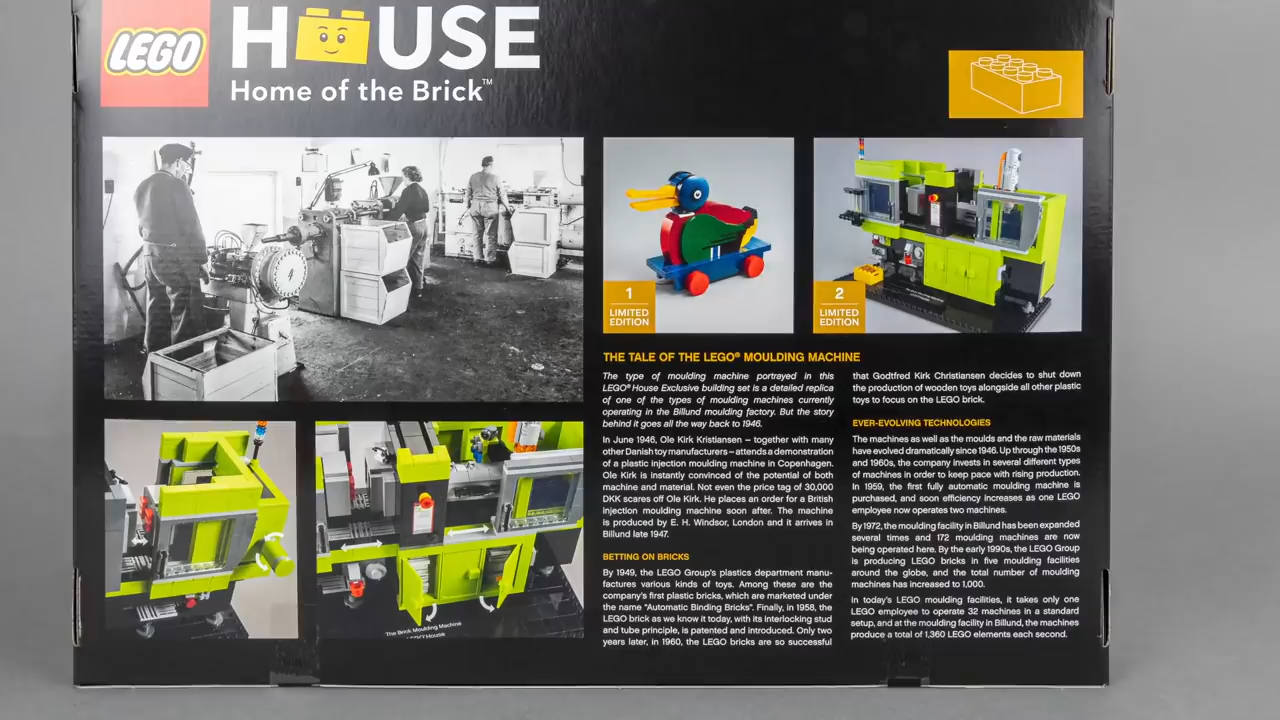 LEGO
HOUSE
Home of the Brick™
1
LIMITED
EDITION
2
LIMITED
EDITION
THE TALE OF THE LEGO® MOULDING MACHINE
The type of moulding machine portrayed in this
LEGO® House Exclusive building set is a detailed replica
of one of the types of moulding machines currently
operating in the Billund moulding factory. But the story
behind it goes all the way back to 1946.
In June 1946, Ole Kirk Kristiansen – together with many
other Danish toy manufacturers – attends a demonstration
of a plastic injection moulding machine in Copenhagen.
Ole Kirk is instantly convinced of the potential of both
machine and material. Not even the price tag of 30,000
DKK scares off Ole Kirk. He places an order for a British
injection moulding machine soon after. The machine
is produced by E. H. Windsor, London and it arrives in
Billund late 1947.
BETTING ON BRICKS
By 1949, the LEGO Group's plastics department manu-
factures various kinds of toys. Among these are the
company's first plastic bricks, which are marketed under
the name "Automatic Binding Bricks". Finally, in 1958, the
LEGO brick as we know it today, with its interlocking stud
and tube principle, is patented and introduced. Only two
years later, in 1960, the LEGO bricks are so successful
that Godtfred Kirk Christiansen decides to shut down
the production of wooden toys alongside all other plastic
toys to focus on the LEGO brick.
EVER-EVOLVING TECHNOLOGIES
The machines as well as the moulds and the raw materials
have evolved dramatically since 1946. Up through the 1950s
and 1960s, the company invests in several different types
of machines in order to keep pace with rising production.
In 1959, the first fully automatic moulding machine is
purchased, and soon efficiency increases as one LEGO
employee now operates two machines.
By 1972, the moulding facility in Billund has been expanded
several times and 172 moulding machines are now
being operated here. By the early 1990s, the LEGO Group
is producing LEGO bricks in five moulding facilities
around the globe, and the total number of moulding
machines has increased to 1,000.
In today's LEGO moulding facilities, it takes only one
LEGO employee to operate 32 machines in a standard
setup, and at the moulding facility in Billund, the machines
produce a total of 1,360 LEGO elements each second.
The Brick Moulding Machine
LEGO House